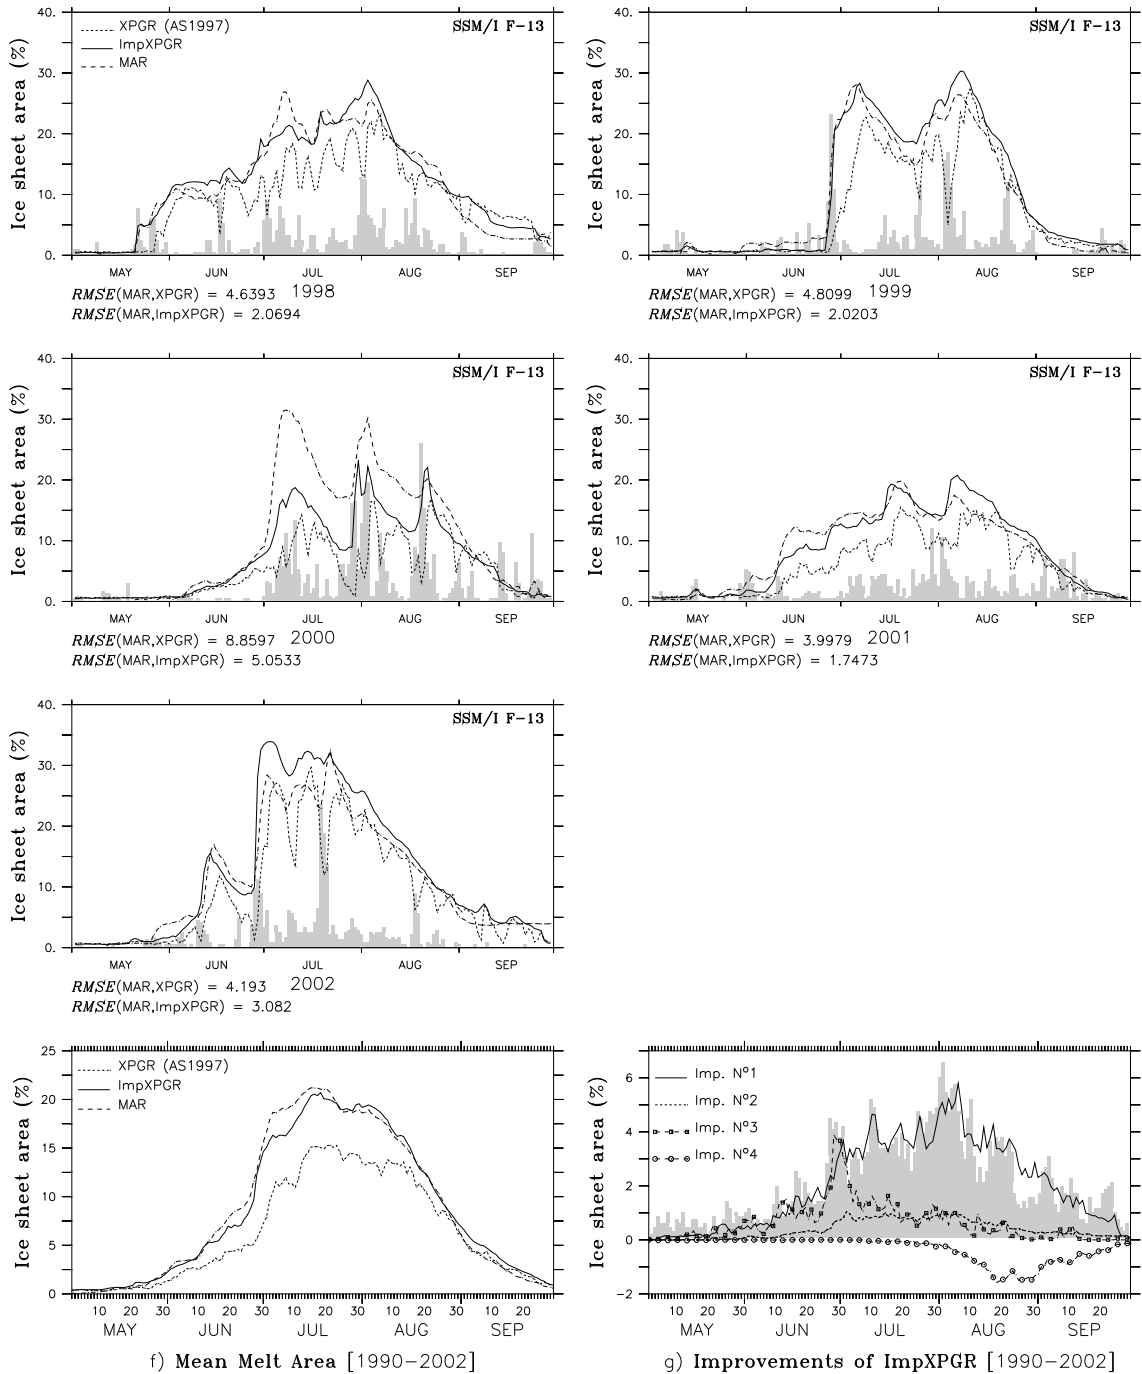 40.
30.
20.
10.
0.
Ice sheet area (%)
XPGR (AS1997)
ImpXPGR
MAR
SSM/I F-13
MAY JUN JUL AUG SEP
RMSE(MAR,XPGR) = 4.6393 1998
RMSE(MAR,ImpXPGR) = 2.0694
40.
30.
20.
10.
0.
Ice sheet area (%)
SSM/I F-13
MAY JUN JUL AUG SEP
RMSE(MAR,XPGR) = 4.8099 1999
RMSE(MAR,ImpXPGR) = 2.0203
40.
30.
20.
10.
0.
Ice sheet area (%)
SSM/I F-13
MAY JUN JUL AUG SEP
RMSE(MAR,XPGR) = 8.8597 2000
RMSE(MAR,ImpXPGR) = 5.0533
40.
30.
20.
10.
0.
Ice sheet area (%)
SSM/I F-13
MAY JUN JUL AUG SEP
RMSE(MAR,XPGR) = 3.9979 2001
RMSE(MAR,ImpXPGR) = 1.7473
40.
30.
20.
10.
0.
Ice sheet area (%)
SSM/I F-13
MAY JUN JUL AUG SEP
RMSE(MAR,XPGR) = 4.193 2002
RMSE(MAR,ImpXPGR) = 3.082
25
20
15
10
5
0
Ice sheet area (%)
XPGR (AS1997)
ImpXPGR
MAR
10 20 30 10 20 30 10 20 30 10 20 30 10 20
MAY JUN JUL AUG SEP
f) Mean Melt Area [1990-2002]
6
4
2
0
-2
Ice sheet area (%)
Imp. Nº1
Imp. Nº2
Imp. Nº3
Imp. Nº4
10 20 30 10 20 30 10 20 30 10 20 30 10 20
MAY JUN JUL AUG SEP
g) Improvements of ImpXPGR [1990-2002]